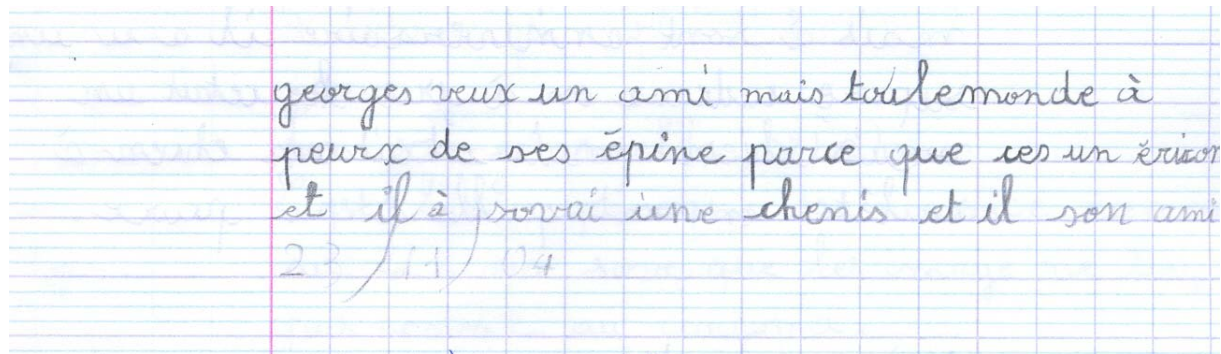 georges veux un ami mais toulemonde à
peurx de ses épine parce que ces un éricon
et il à sovai une chenis et il son ami
23/11/04